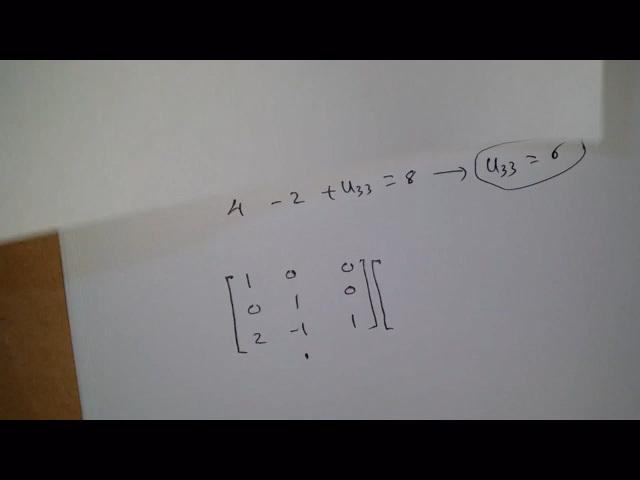 4 - 2 + U33 = 8 → U33 = 6
[ 1 0 0 ] [
0 1 0
2 -1 1